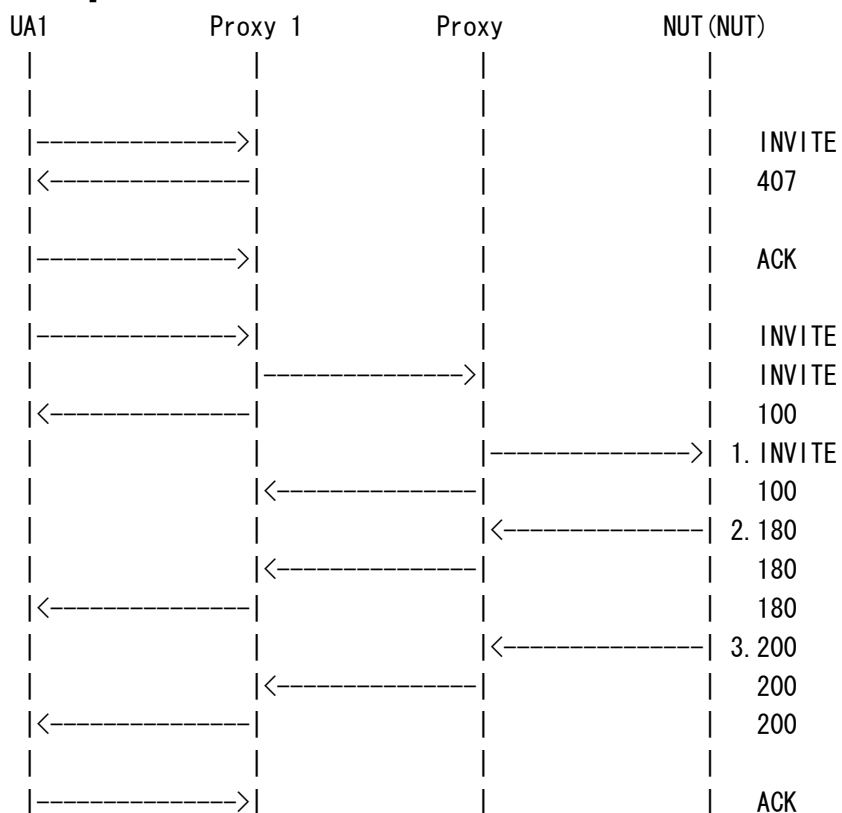 UA1 Proxy 1 Proxy NUT(NUT)
INVITE
407
ACK
INVITE
INVITE
100
1. INVITE
100
2. 180
180
180
3. 200
200
200
ACK